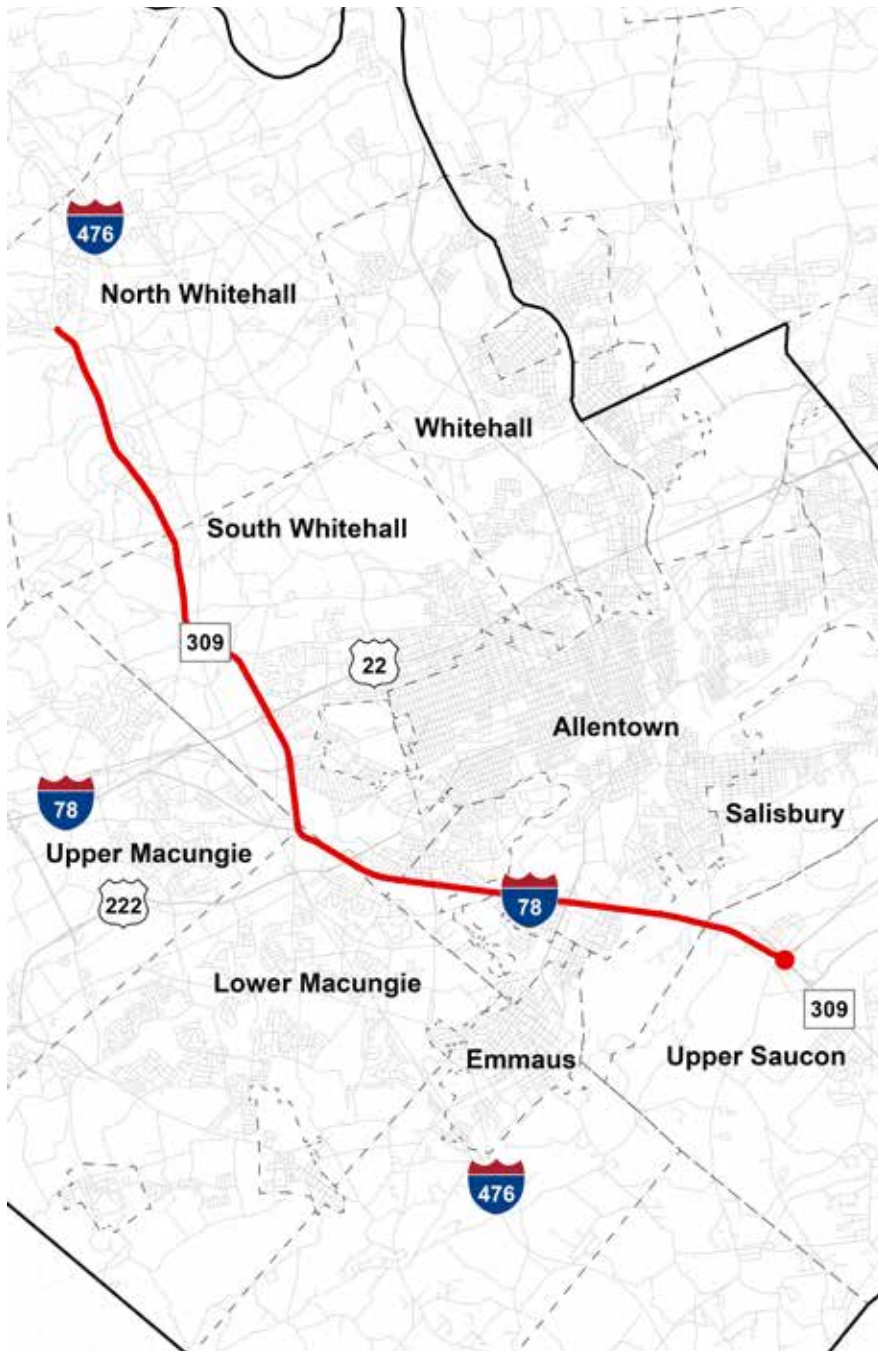 476
North Whitehall
Whitehall
South Whitehall
309
22
Allentown
78
Salisbury
Upper Macungie
222
78
Lower Macungie
309
Emmaus
Upper Saucon
476